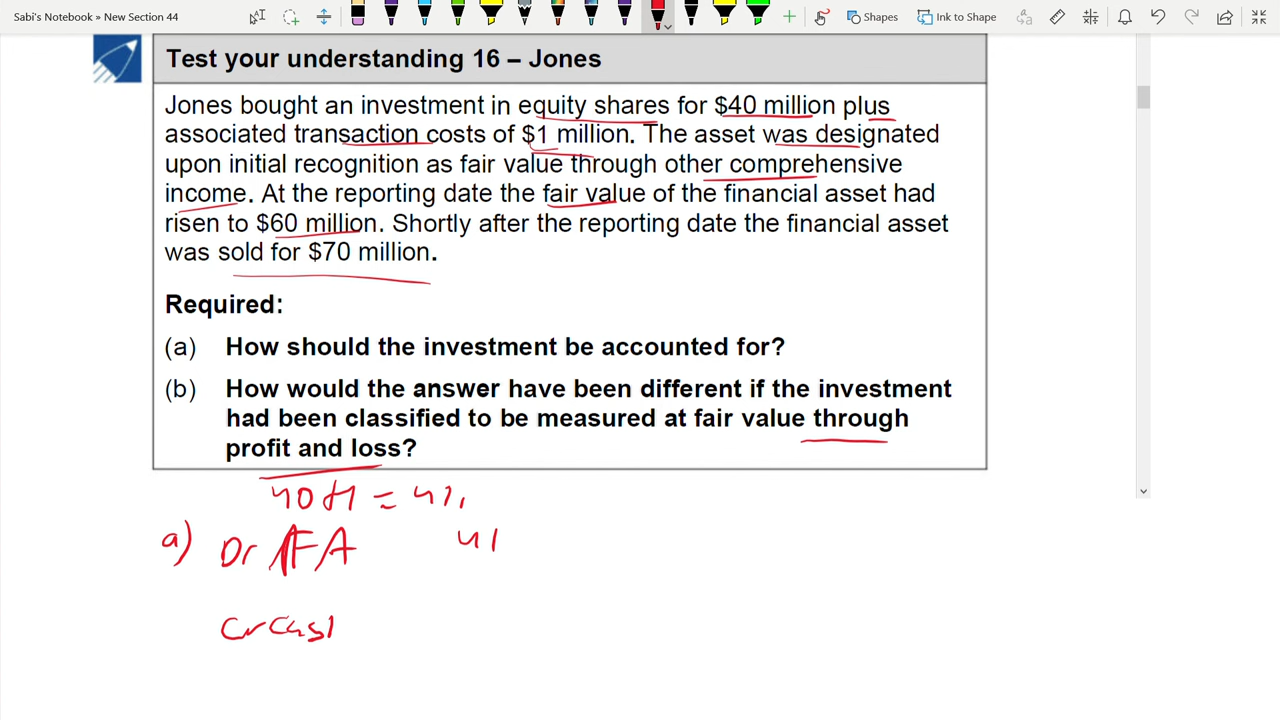 Sabi's Notebook » New Section 44
Shapes
Ink to Shape
Test your understanding 16 – Jones
Jones bought an investment in equity shares for $40 million plus
associated transaction costs of $1 million. The asset was designated
upon initial recognition as fair value through other comprehensive
income. At the reporting date the fair value of the financial asset had
risen to $60 million. Shortly after the reporting date the financial asset
was sold for $70 million.
Required:
(a) How should the investment be accounted for?
(b) How would the answer have been different if the investment
had been classified to be measured at fair value through
profit and loss?
40+1 = 41
a) Dr FA 41
Cr Cash